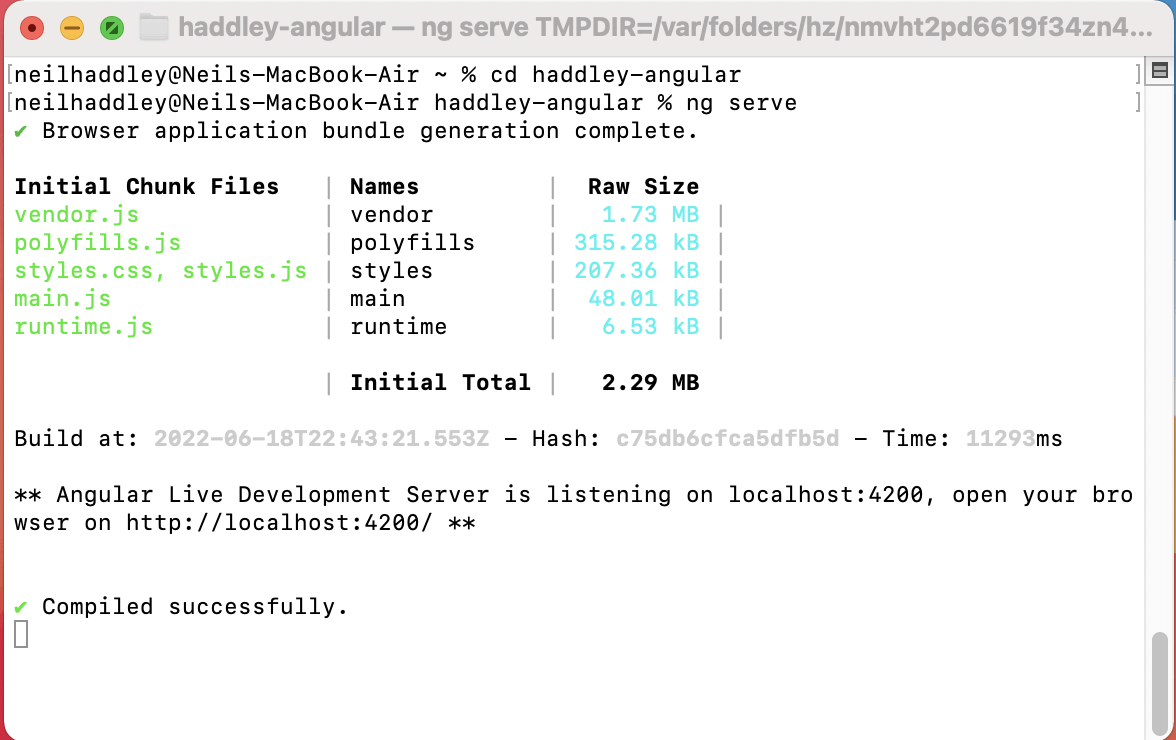 haddley-angular — ng serve TMPDIR=/var/folders/hz/nmvht2pd6619f34zn4...
[neilhaddley@Neils-MacBook-Air ~ % cd haddley-angular ]
[neilhaddley@Neils-MacBook-Air haddley-angular % ng serve ]
✔ Browser application bundle generation complete.
Initial Chunk Files | Names | Raw Size
vendor.js | vendor | 1.73 MB |
polyfills.js | polyfills | 315.28 kB |
styles.css, styles.js | styles | 207.36 kB |
main.js | main | 48.01 kB |
runtime.js | runtime | 6.53 kB |
| Initial Total | 2.29 MB
Build at: 2022-06-18T22:43:21.553Z - Hash: c75db6cfca5dfb5d - Time: 11293ms
** Angular Live Development Server is listening on localhost:4200, open your bro
wser on http://localhost:4200/ **
✔ Compiled successfully.